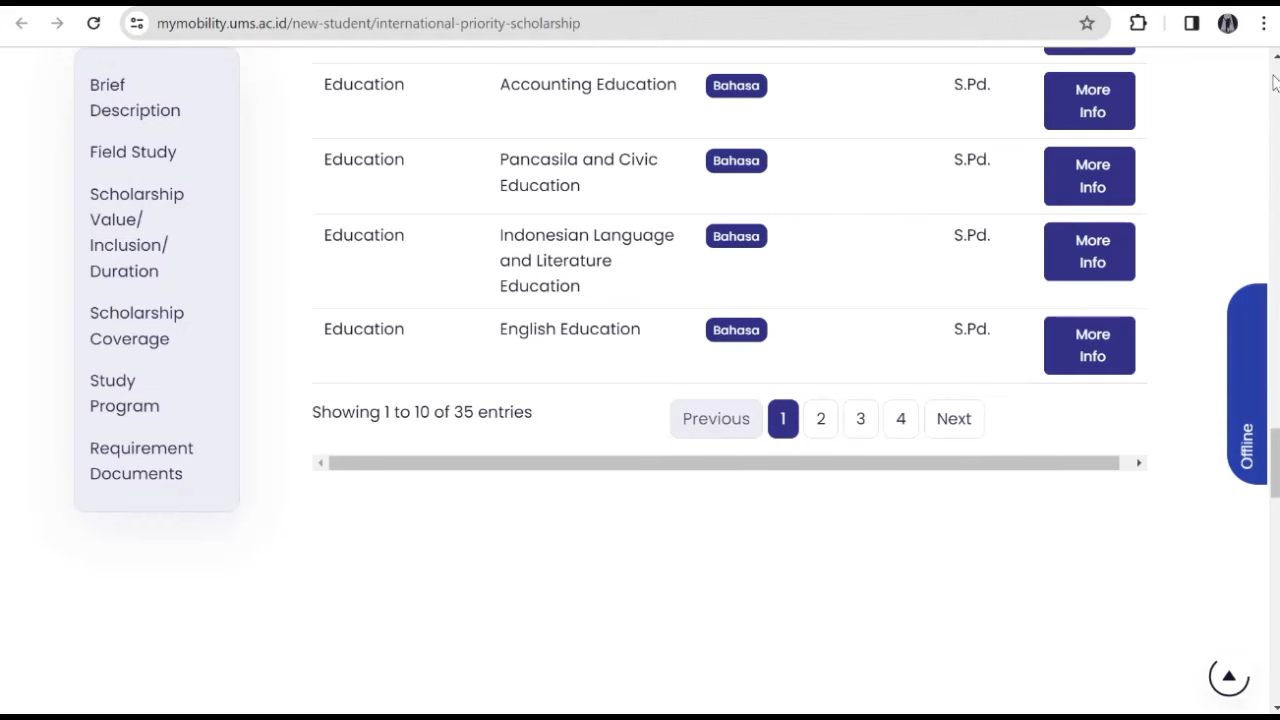 mymobility.ums.ac.id/new-student/international-priority-scholarship
Brief
Description
Field Study
Scholarship
Value/
Inclusion/
Duration
Scholarship
Coverage
Study
Program
Requirement
Documents
Education Accounting Education Bahasa S.Pd. More
Info
Education Pancasila and Civic Bahasa S.Pd. More
Education Info
Education Indonesian Language Bahasa S.Pd. More
and Literature Info
Education
Education English Education Bahasa S.Pd. More
Info
Showing 1 to 10 of 35 entries Previous 1 2 3 4 Next
Offline